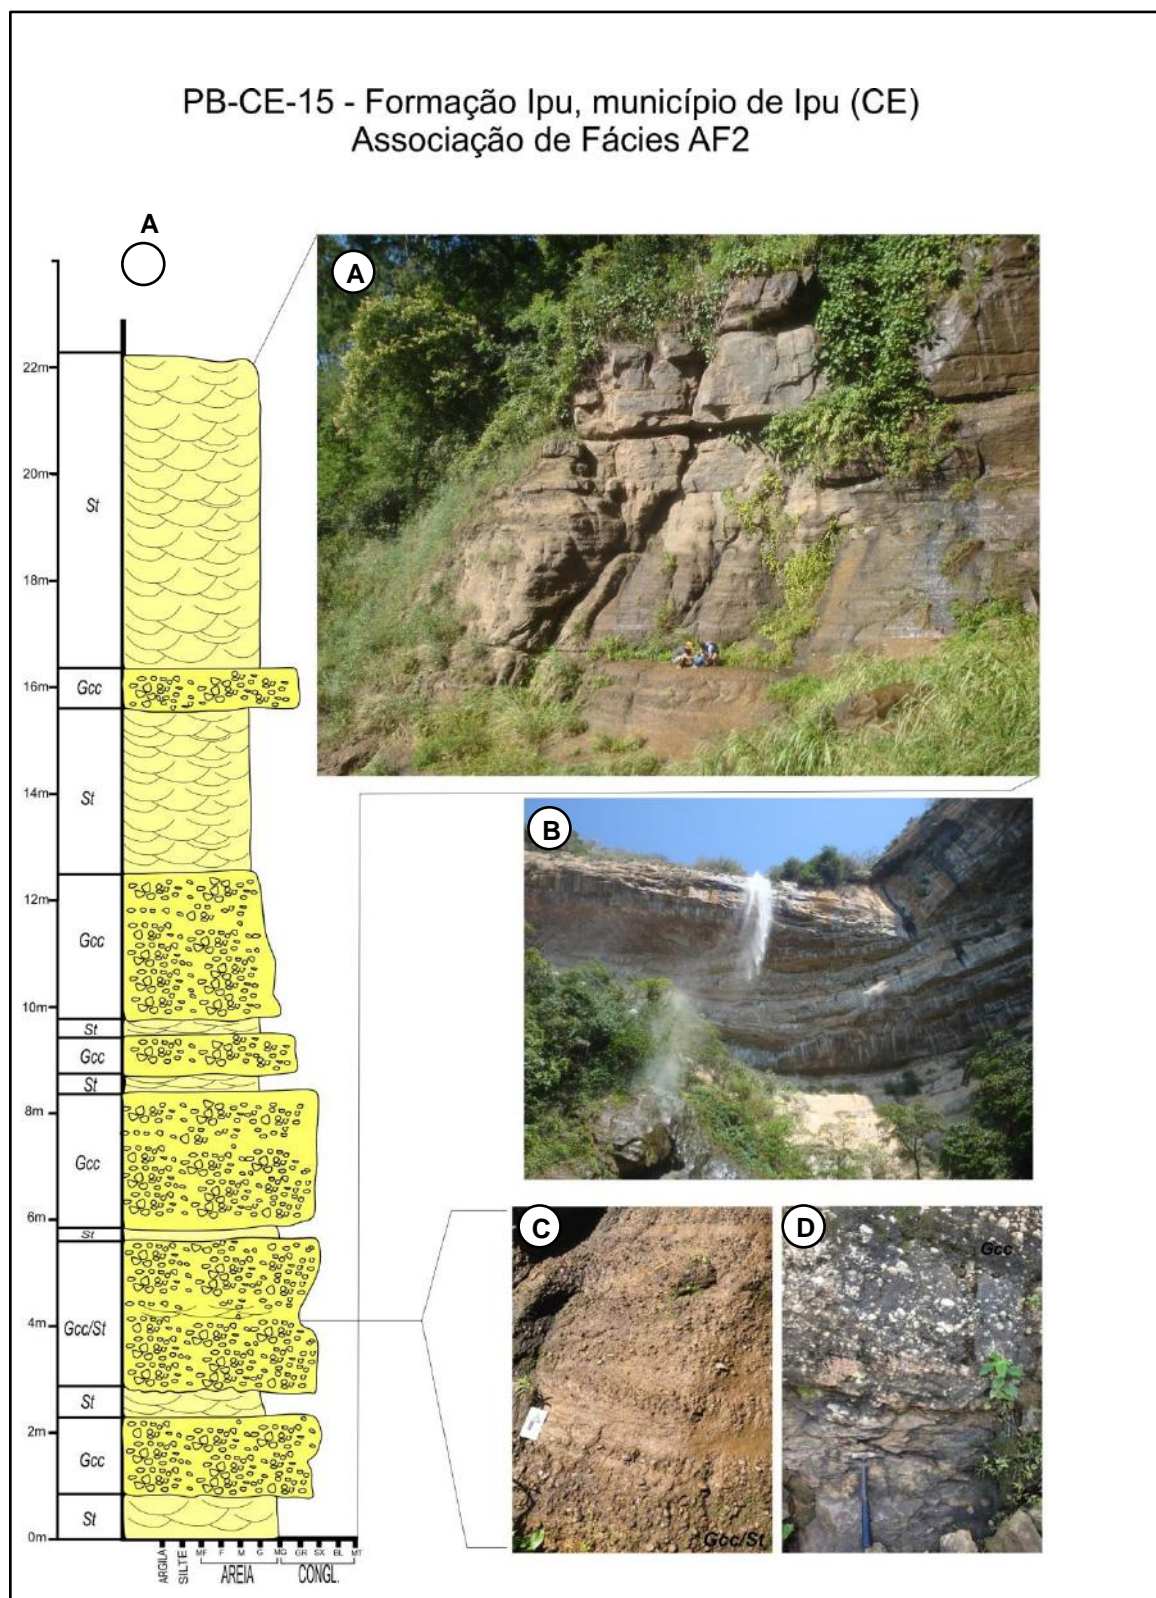 PB-CE-15 - Formação Ipu, município de Ipu (CE)
Associação de Fácies AF2
A
A
22m
20m
St
18m
16m
Gcc
14m
St
12m
Gcc
10m
St
Gcc
St
8m
Gcc
6m
St
4m
Gcc/St
St
2m
Gcc
St
0m
ARGILA
SILTE
MF F M G MG GR SX BL MT
AREIA CONGL.
B
C
Gcc/St
D
Gcc